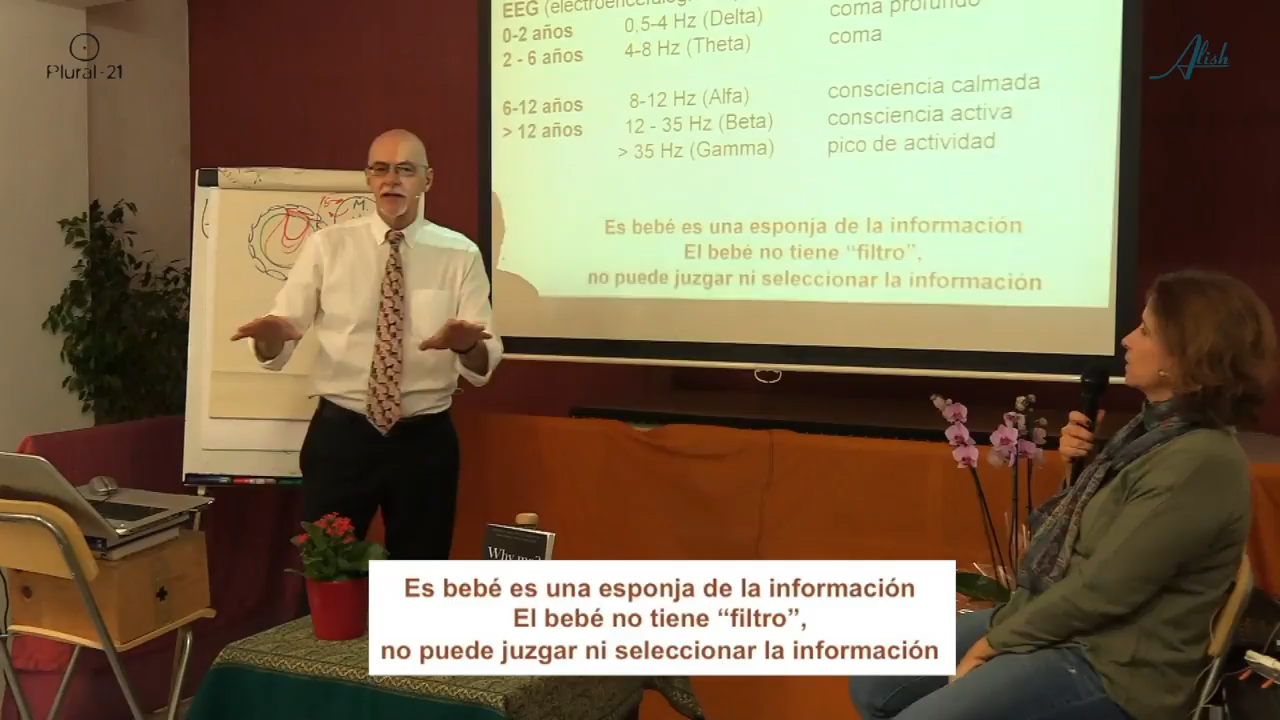 Plural-21
Alish
EEG
0-2 años 0,5-4 Hz (Delta) coma profundo
2 - 6 años 4-8 Hz (Theta) coma
6-12 años 8-12 Hz (Alfa) consciencia calmada
> 12 años 12 - 35 Hz (Beta) consciencia activa
> 35 Hz (Gamma) pico de actividad
Es bebé es una esponja de la información
El bebé no tiene “filtro”,
no puede juzgar ni seleccionar la información
M.
Why me?
Es bebé es una esponja de la información
El bebé no tiene “filtro”,
no puede juzgar ni seleccionar la información